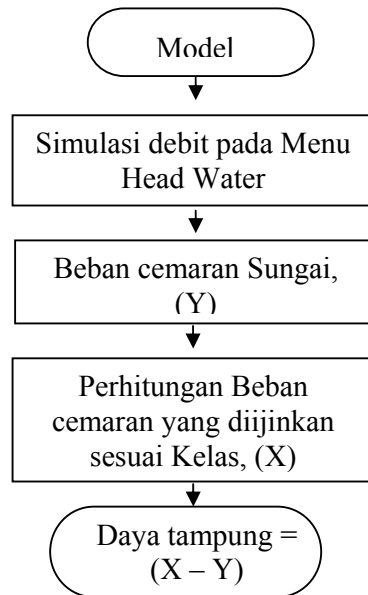 Model
Simulasi debit pada Menu
Head Water
Beban cemaran Sungai,
(Y)
Perhitungan Beban
cemaran yang diijinkan
sesuai Kelas, (X)
Daya tampung =
(X – Y)